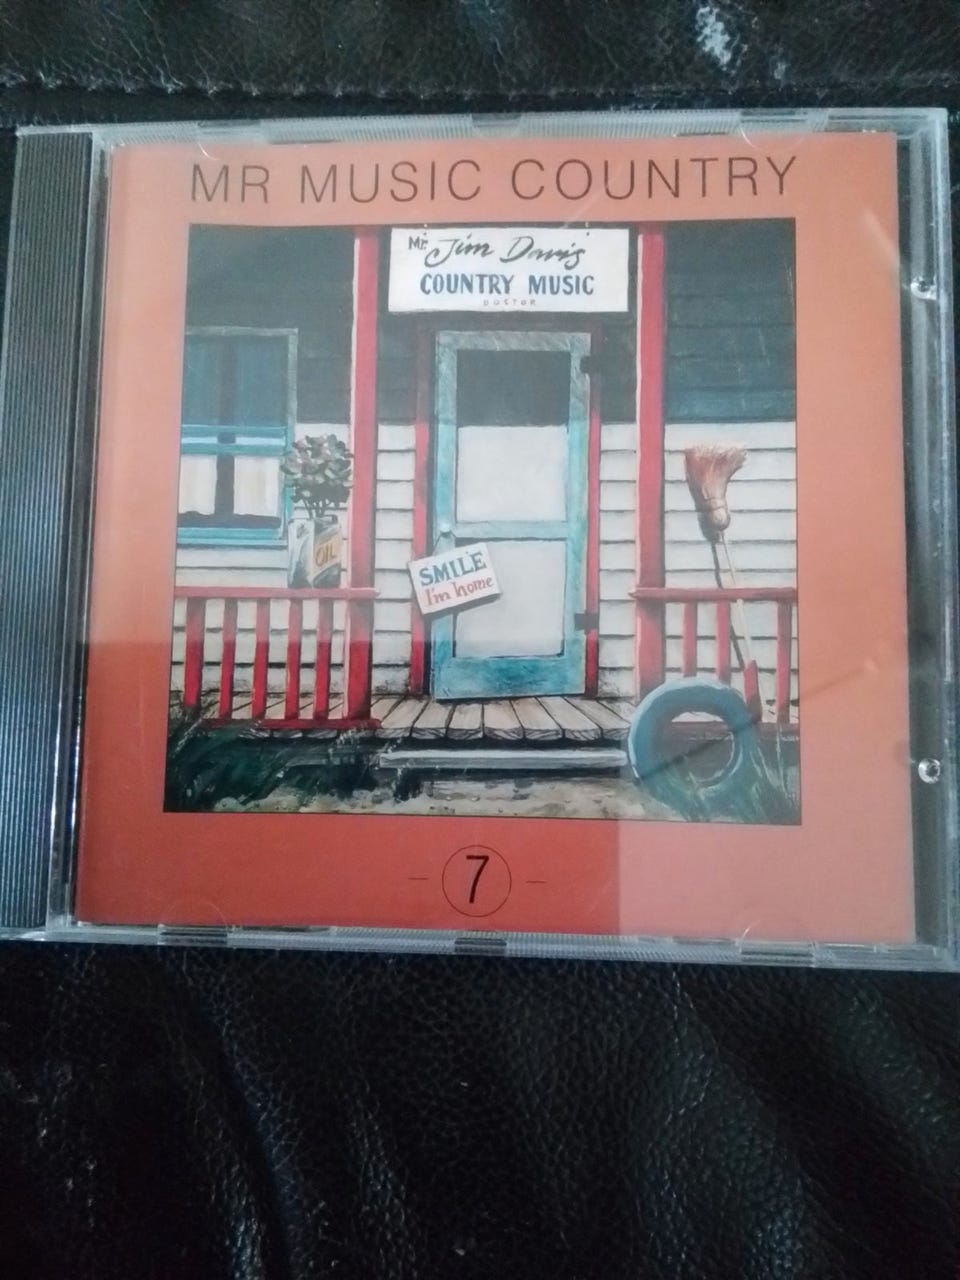 MR MUSIC COUNTRY
Mr. Jim Davis'
COUNTRY MUSIC
DOCTOR
OIL
SMILE
I'm home
7